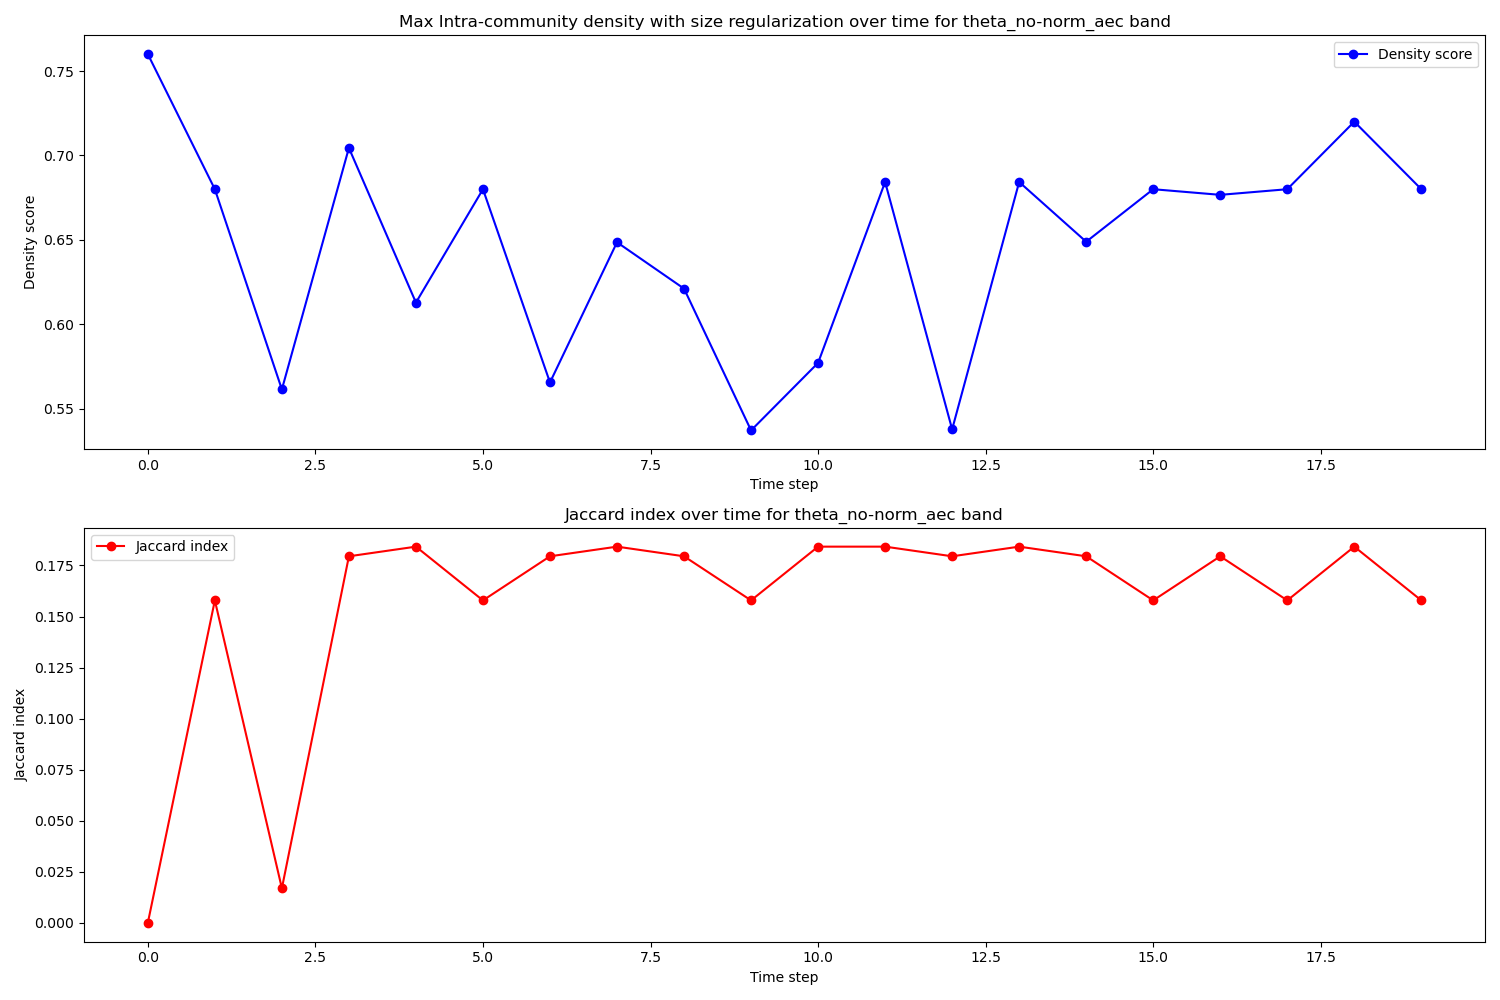 Max Intra-community density with size regularization over time for theta_no-norm_aec band
Density score
Density score
0.75
0.70
0.65
0.60
0.55
0.0 2.5 5.0 7.5 10.0 12.5 15.0 17.5
Time step
Jaccard index over time for theta_no-norm_aec band
Jaccard index
Jaccard index
0.175
0.150
0.125
0.100
0.075
0.050
0.025
0.000
0.0 2.5 5.0 7.5 10.0 12.5 15.0 17.5
Time step